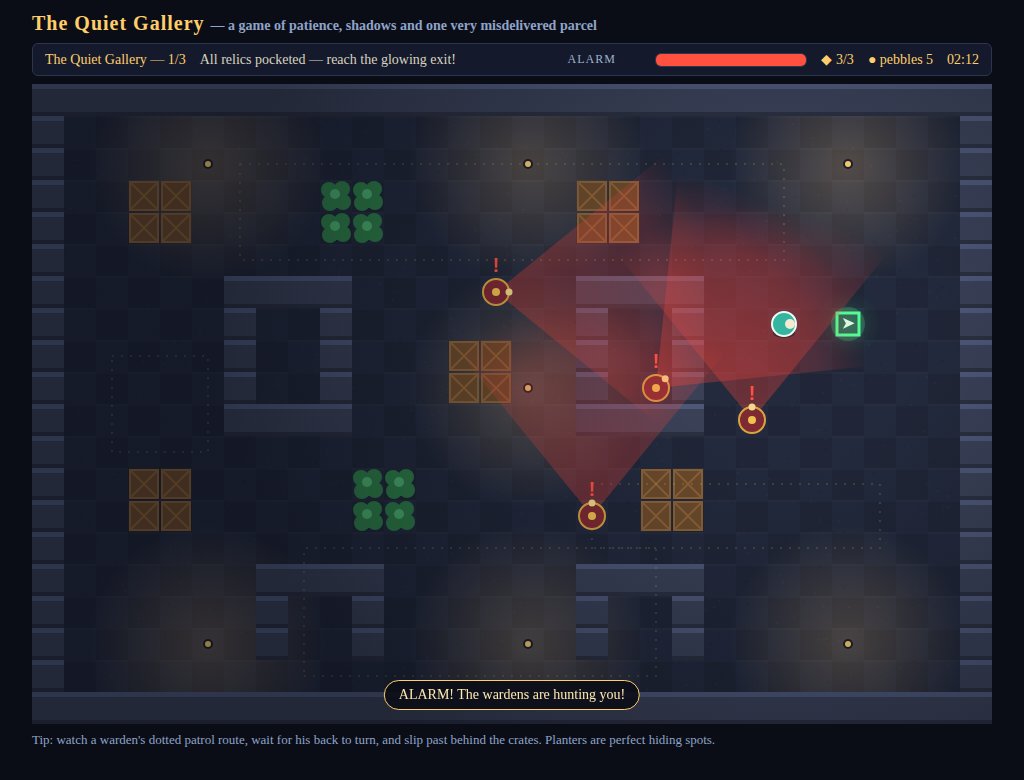 The Quiet Gallery — a game of patience, shadows and one very misdelivered parcel
The Quiet Gallery — 1/3 All relics pocketed — reach the glowing exit! ALARM ◆ 3/3 ● pebbles 5 02:12
!
!
!
!
ALARM! The wardens are hunting you!
Tip: watch a warden's dotted patrol route, wait for his back to turn, and slip past behind the crates. Planters are perfect hiding spots.